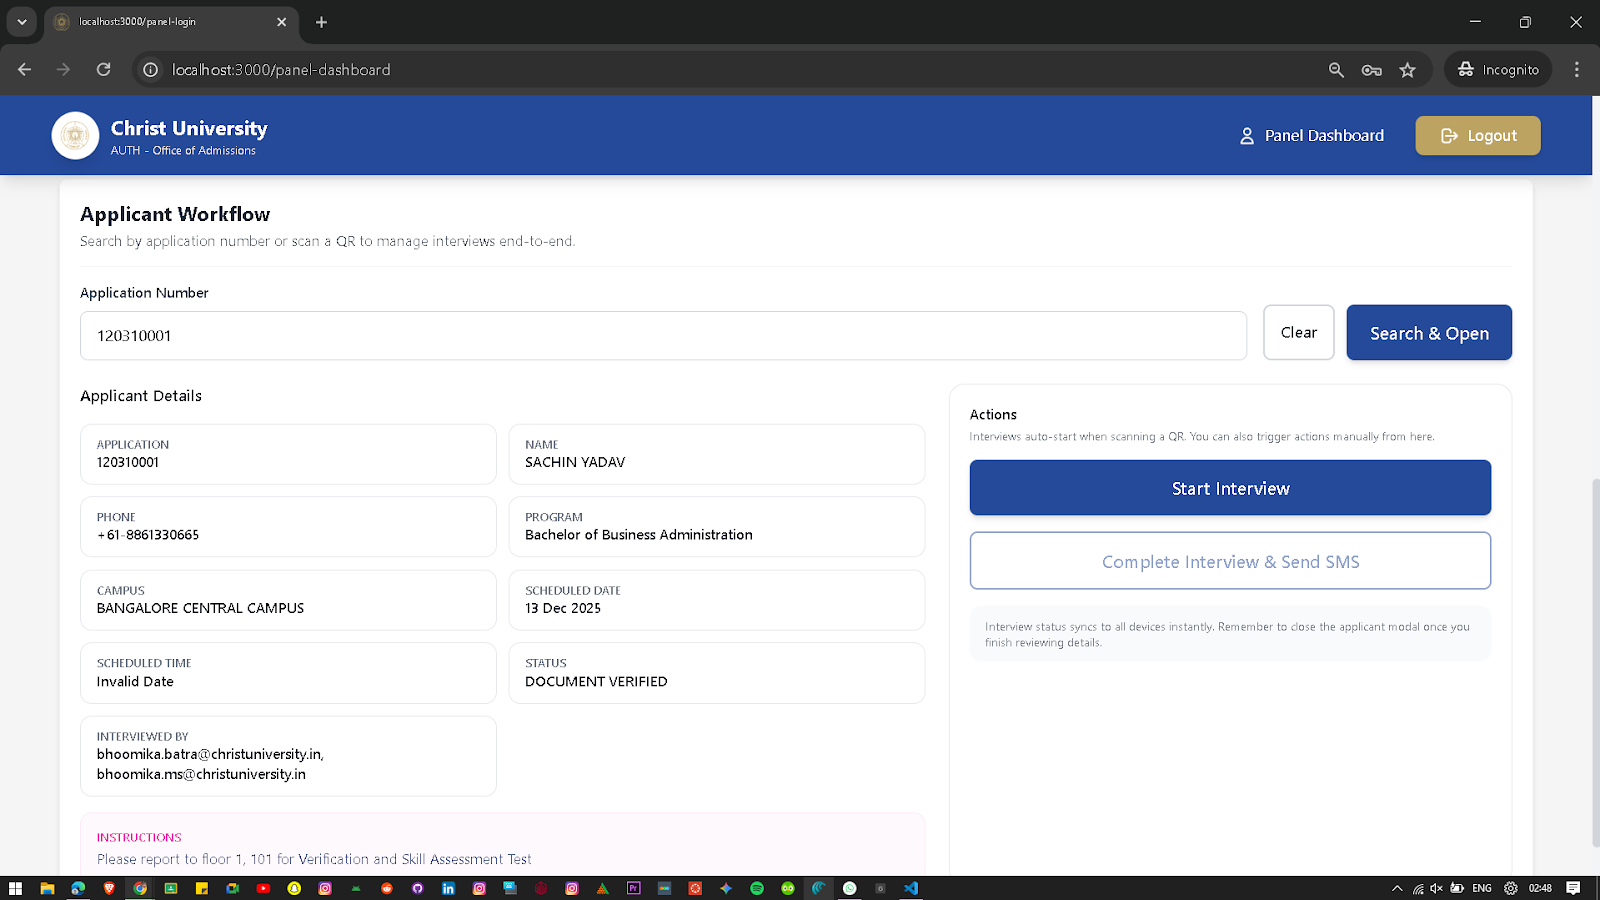 localhost:3000/panel-login
localhost:3000/panel-dashboard
Incognito
Christ University
AUTH - Office of Admissions
Panel Dashboard
Logout
Applicant Workflow
Search by application number or scan a QR to manage interviews end-to-end.
Application Number
120310001
Clear
Search & Open
Applicant Details
APPLICATION
120310001
NAME
SACHIN YADAV
PHONE
+61-8861330665
PROGRAM
Bachelor of Business Administration
CAMPUS
BANGALORE CENTRAL CAMPUS
SCHEDULED DATE
13 Dec 2025
SCHEDULED TIME
Invalid Date
STATUS
DOCUMENT VERIFIED
INTERVIEWED BY
bhoomika.batra@christuniversity.in,
bhoomika.ms@christuniversity.in
INSTRUCTIONS
Please report to floor 1, 101 for Verification and Skill Assessment Test
Actions
Interviews auto-start when scanning a QR. You can also trigger actions manually from here.
Start Interview
Complete Interview & Send SMS
Interview status syncs to all devices instantly. Remember to close the applicant modal once you
finish reviewing details.
Pr
ENG
02:48